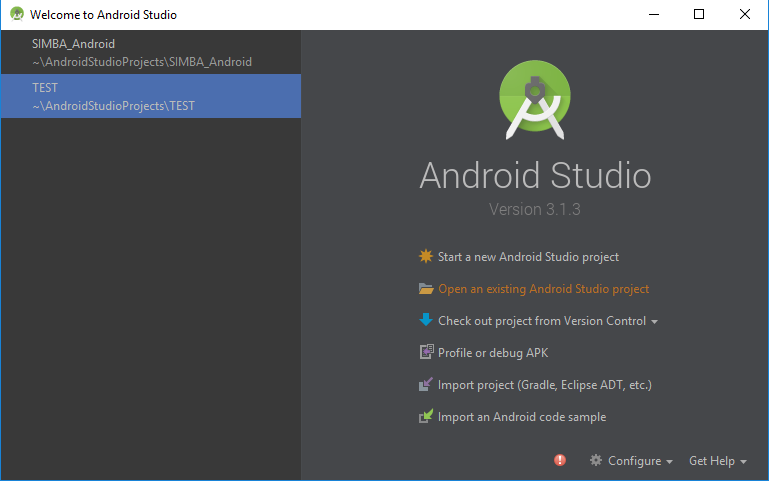 Welcome to Android Studio
SIMBA_Android
~\AndroidStudioProjects\SIMBA_Android
TEST
~\AndroidStudioProjects\TEST
Android Studio
Version 3.1.3
Start a new Android Studio project
Open an existing Android Studio project
Check out project from Version Control
Profile or debug APK
Import project (Gradle, Eclipse ADT, etc.)
Import an Android code sample
Configure
Get Help